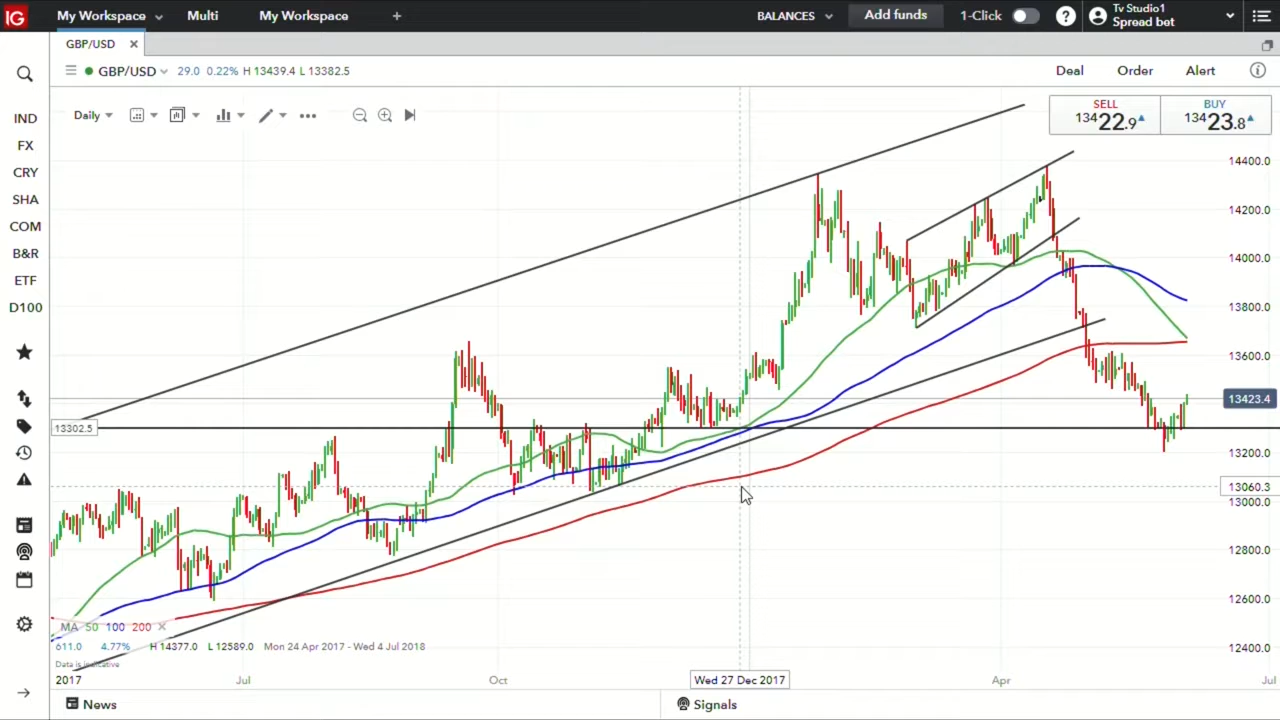 IG My Workspace Multi My Workspace + BALANCES Add funds 1-Click ? Tv Studio1
Spread bet
GBP/USD ×
GBP/USD 29.0 0.22% H 13439.4 L 13382.5 Deal Order Alert
Daily
SELL BUY
13422.9 13423.8
IND
FX
CRY
SHA
COM
B&R
ETF
D100
14400.0
14200.0
14000.0
13800.0
13600.0
13423.4
13302.5
13200.0
13060.3
13000.0
12800.0
12600.0
12400.0
MA 50 100 200 ×
611.0 4.77% H 14377.0 L 12589.0 Mon 24 Apr 2017 - Wed 4 Jul 2018
Data is indicative
2017 Jul Oct Wed 27 Dec 2017 Apr Jul
News Signals